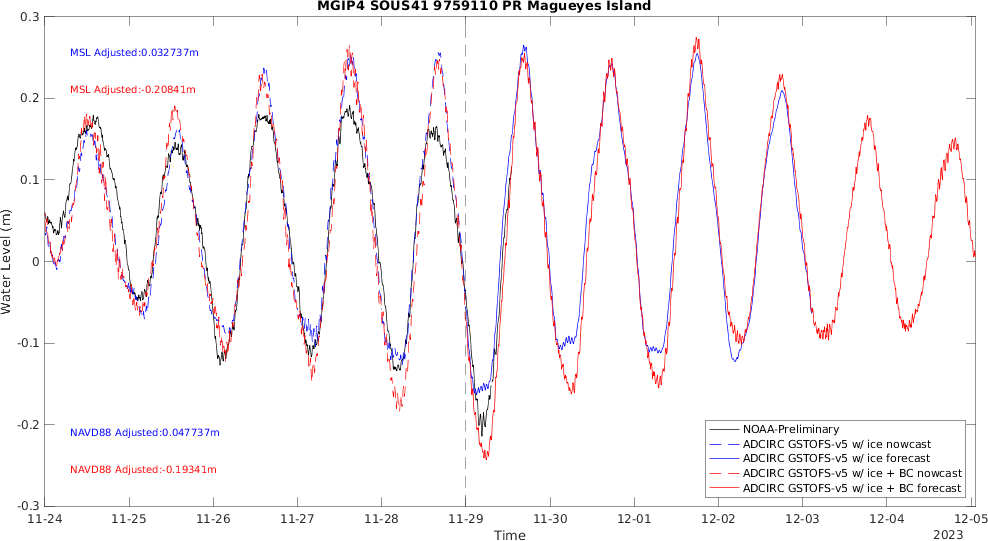 MGIP4 SOUS41 9759110 PR Magueyes Island
0.3
0.2
0.1
0
-0.1
-0.2
-0.3
Water Level (m)
MSL Adjusted:0.032737m
MSL Adjusted:-0.20841m
NAVD88 Adjusted:0.047737m
NAVD88 Adjusted:-0.19341m
NOAA-Preliminary
ADCIRC GSTOFS-v5 w/ ice nowcast
ADCIRC GSTOFS-v5 w/ ice forecast
ADCIRC GSTOFS-v5 w/ ice + BC nowcast
ADCIRC GSTOFS-v5 w/ ice + BC forecast
11-24 11-25 11-26 11-27 11-28 11-29 11-30 12-01 12-02 12-03 12-04 12-05
Time
2023